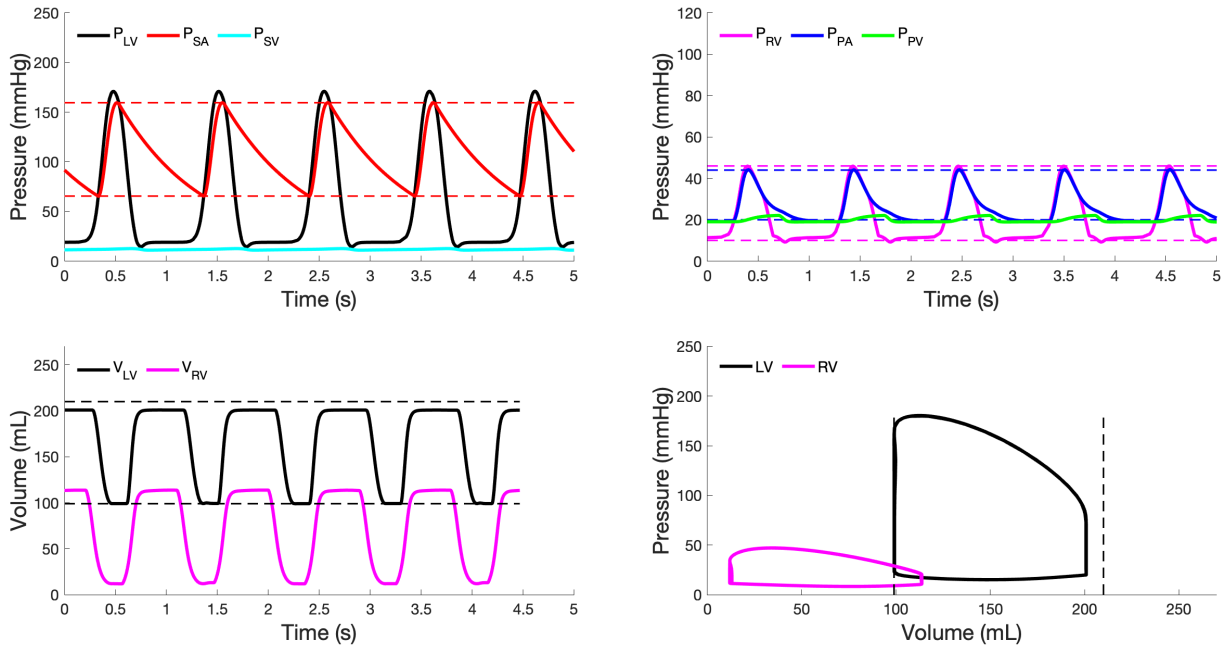 P_LV P_SA P_SV
Pressure (mmHg)
250
200
150
100
50
0
0 0.5 1 1.5 2 2.5 3 3.5 4 4.5 5
Time (s)
P_RV P_PA P_PV
Pressure (mmHg)
120
100
80
60
40
20
0
0 0.5 1 1.5 2 2.5 3 3.5 4 4.5 5
Time (s)
V_LV V_RV
Volume (mL)
250
200
150
100
50
0
0 0.5 1 1.5 2 2.5 3 3.5 4 4.5 5
Time (s)
LV RV
Pressure (mmHg)
250
200
150
100
50
0
0 50 100 150 200 250
Volume (mL)